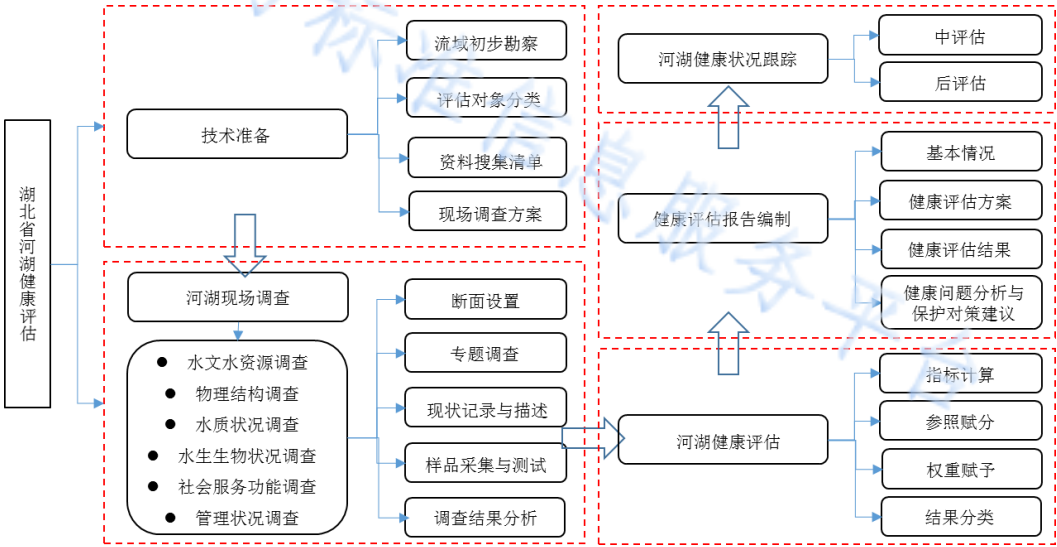 湖北省河湖健康评估
技术准备
流域初步勘察
评估对象分类
资料搜集清单
现场调查方案
河湖现场调查
水文水资源调查
物理结构调查
水质状况调查
水生生物状况调查
社会服务功能调查
管理状况调查
断面设置
专题调查
现状记录与描述
样品采集与测试
调查结果分析
河湖健康状况跟踪
中评估
后评估
健康评估报告编制
基本情况
健康评估方案
健康评估结果
健康问题分析与
保护对策建议
河湖健康评估
指标计算
参照赋分
权重赋予
结果分类
标准信息服务平台